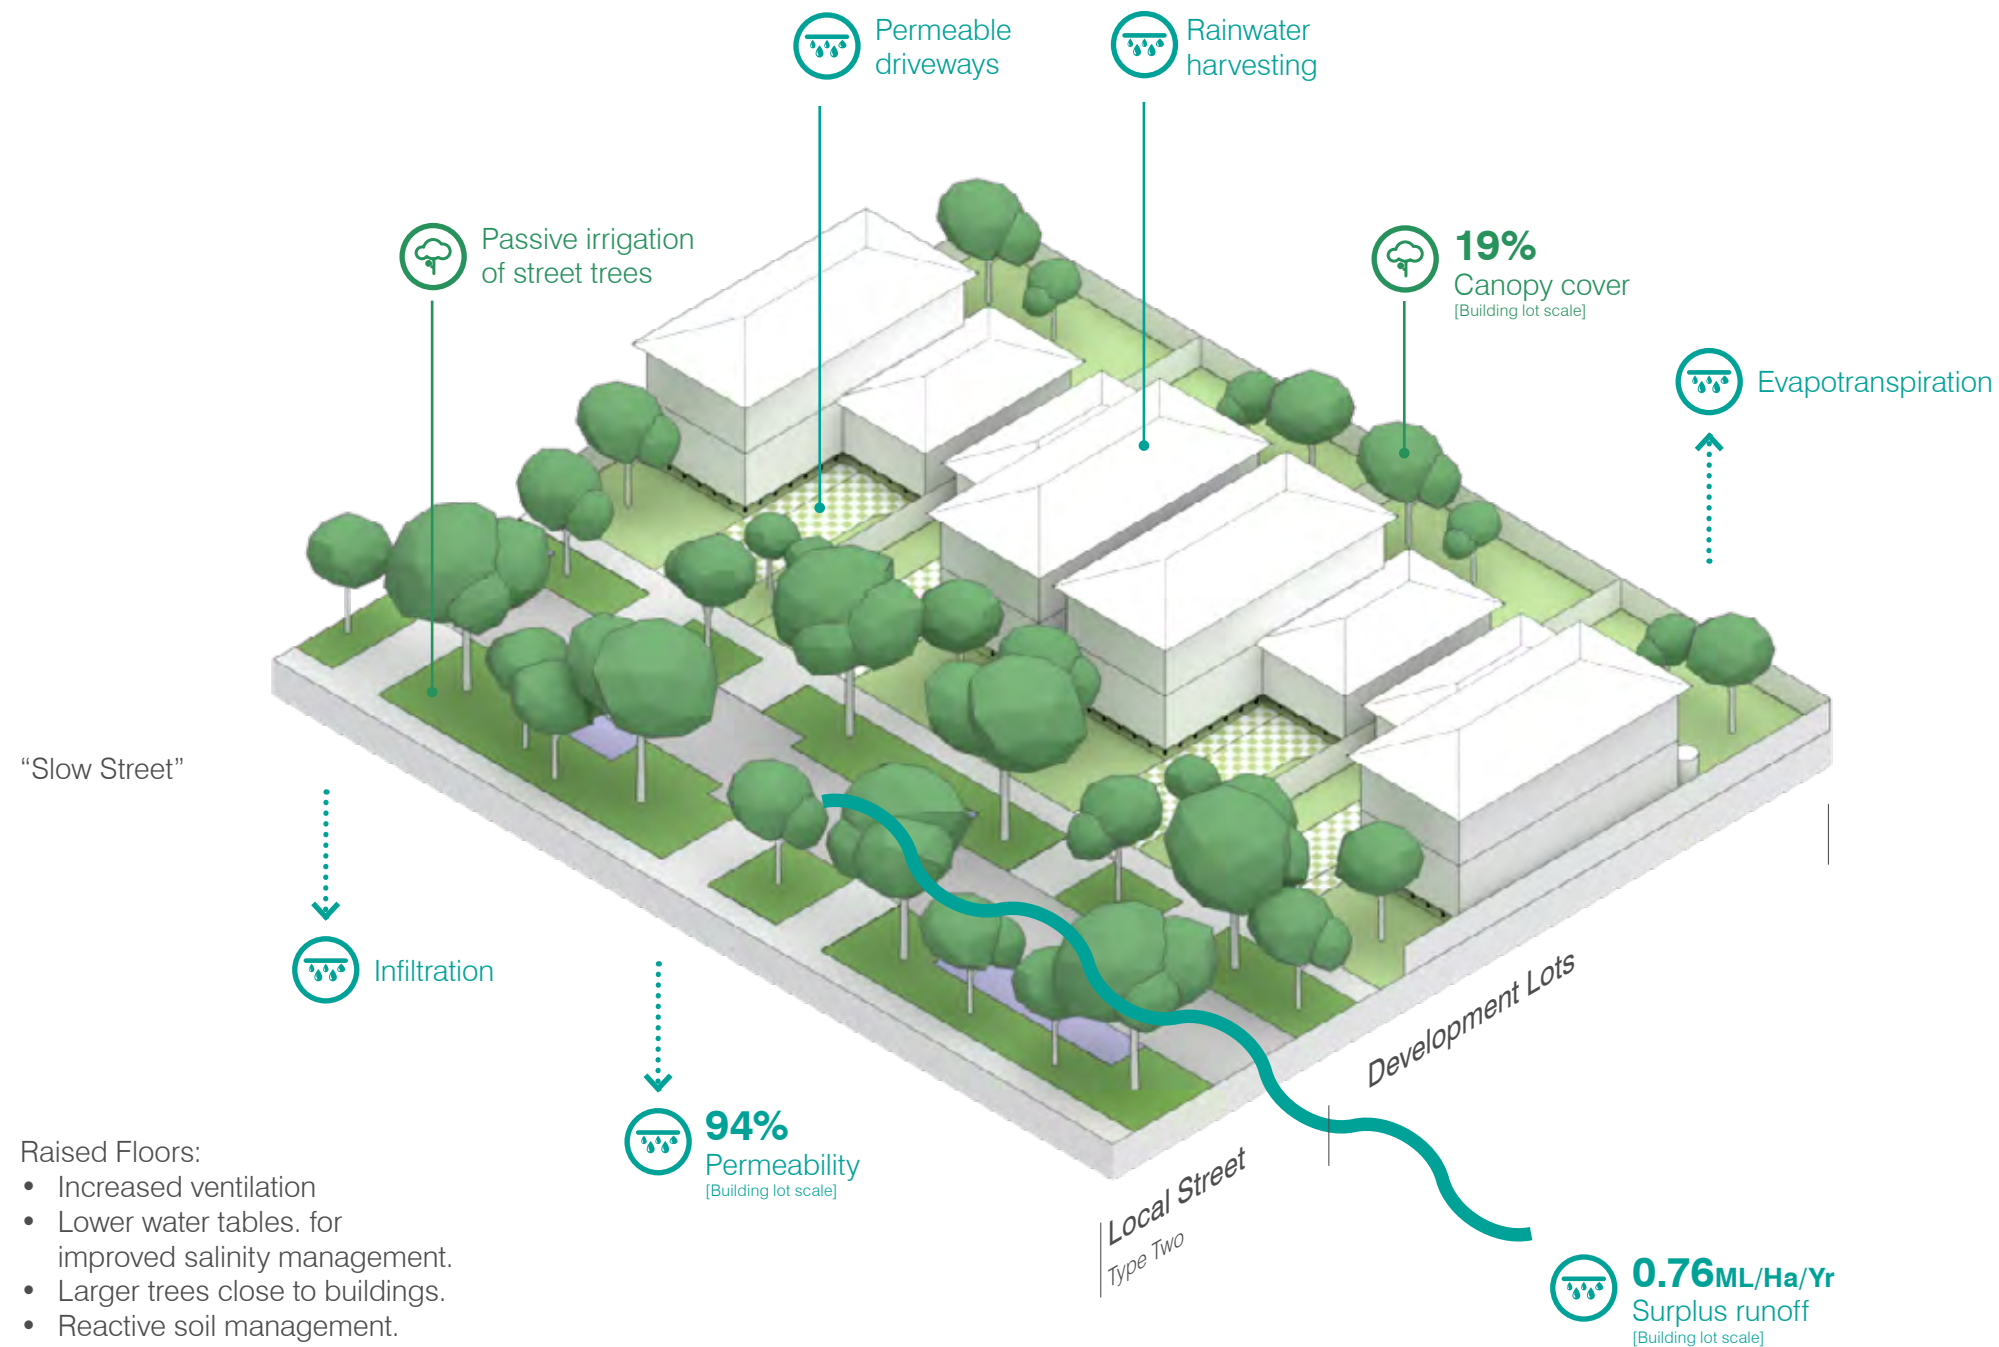 Permeable
driveways
Rainwater
harvesting
Passive irrigation
of street trees
19%
Canopy cover
[Building lot scale]
Evapotranspiration
“Slow Street”
Infiltration
94%
Permeability
[Building lot scale]
Development Lots
Local Street
Type Two
Raised Floors:
• Increased ventilation
• Lower water tables. for
improved salinity management.
• Larger trees close to buildings.
• Reactive soil management.
0.76ML/Ha/Yr
Surplus runoff
[Building lot scale]